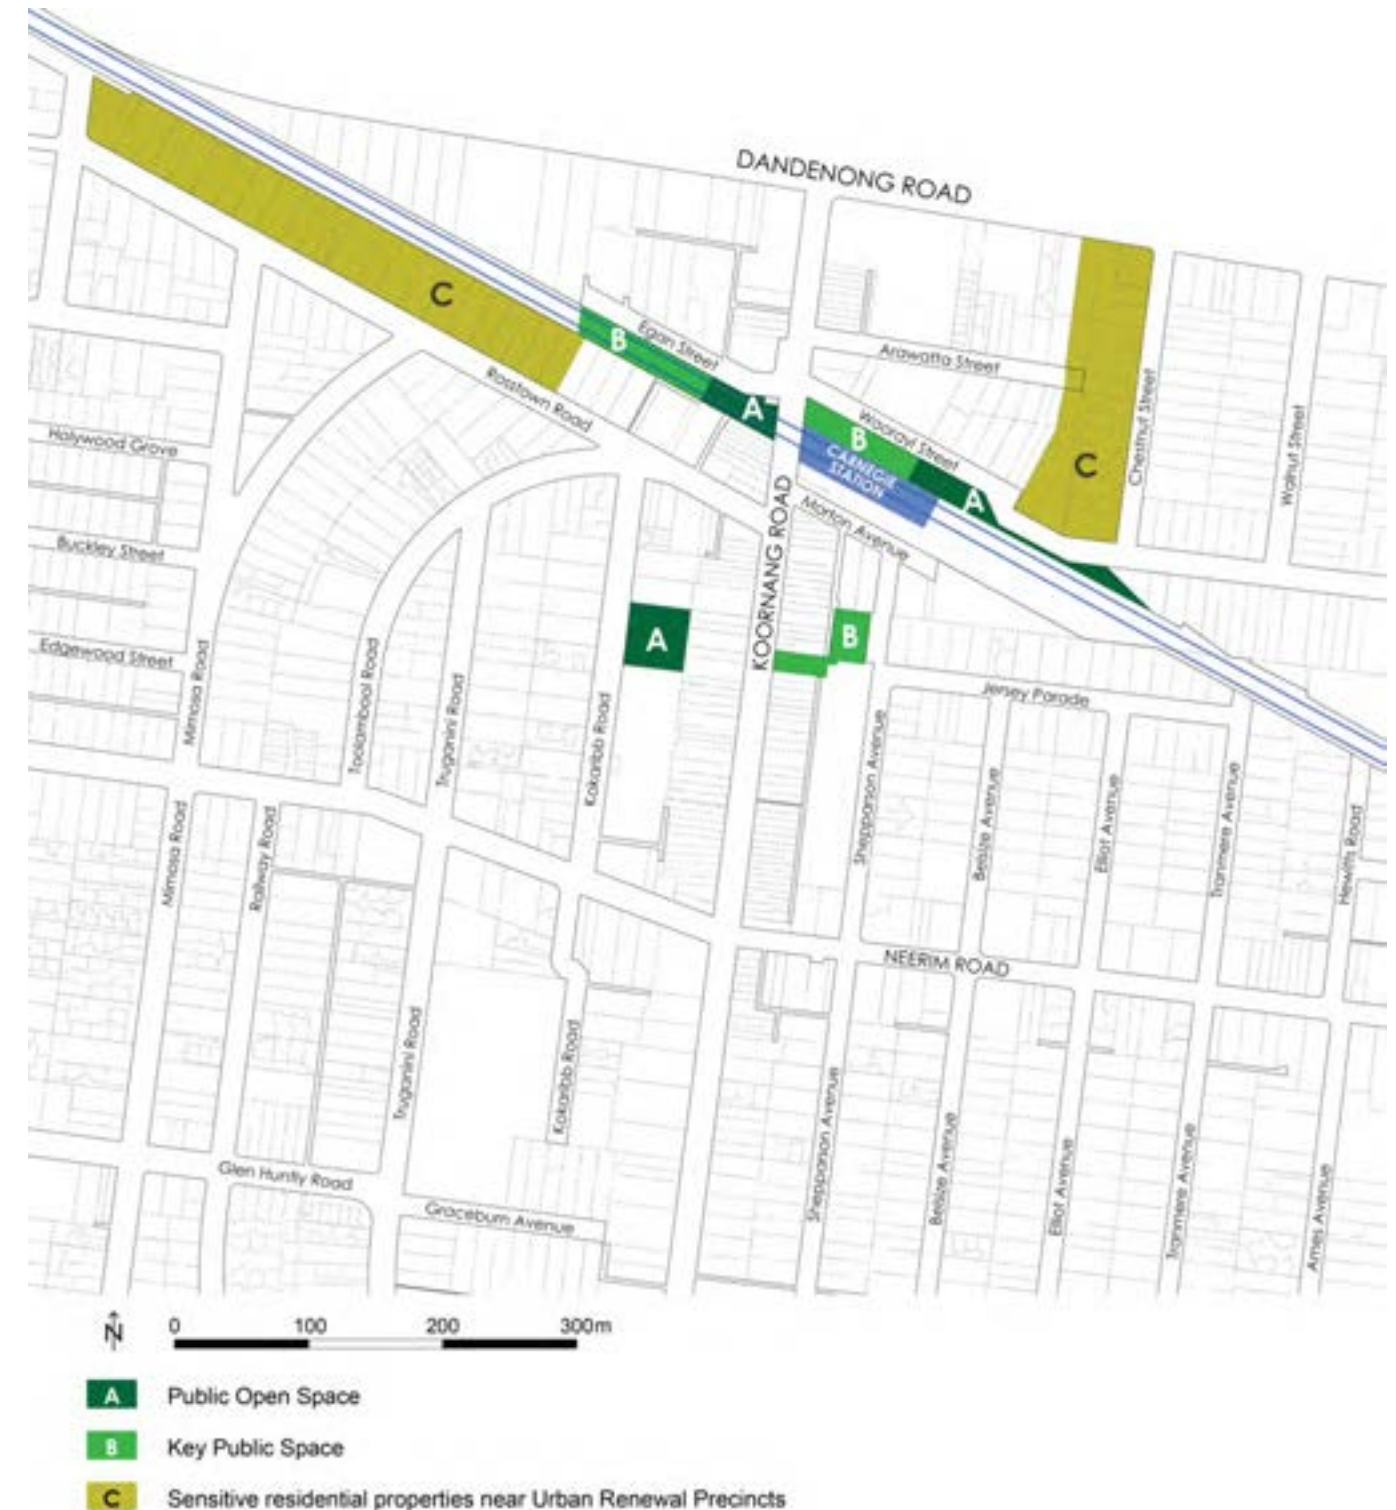 DANDENONG ROAD
C
B
Egan Street
Arawatta Street
Rosstown Road
A
Woorayl Street
B
Chestnut Street
Walnut Street
CARNEGIE
STATION
C
A
Holywood Grove
Morton Avenue
Buckley Street
KOORNANG ROAD
A
B
Edgewood Street
Mimosa Road
Toolambool Road
Truganini Road
Kokaribb Road
Jersey Parade
Shepparson Avenue
Belsize Avenue
Elliot Avenue
Tranmere Avenue
Hewitts Road
Mimosa Road
Railway Road
NEERIM ROAD
Truganini Road
Kokaribb Road
Shepparson Avenue
Belsize Avenue
Elliot Avenue
Tranmere Avenue
Ames Avenue
Glen Huntly Road
Graceburn Avenue
N
0 100 200 300m
A Public Open Space
B Key Public Space
C Sensitive residential properties near Urban Renewal Precincts